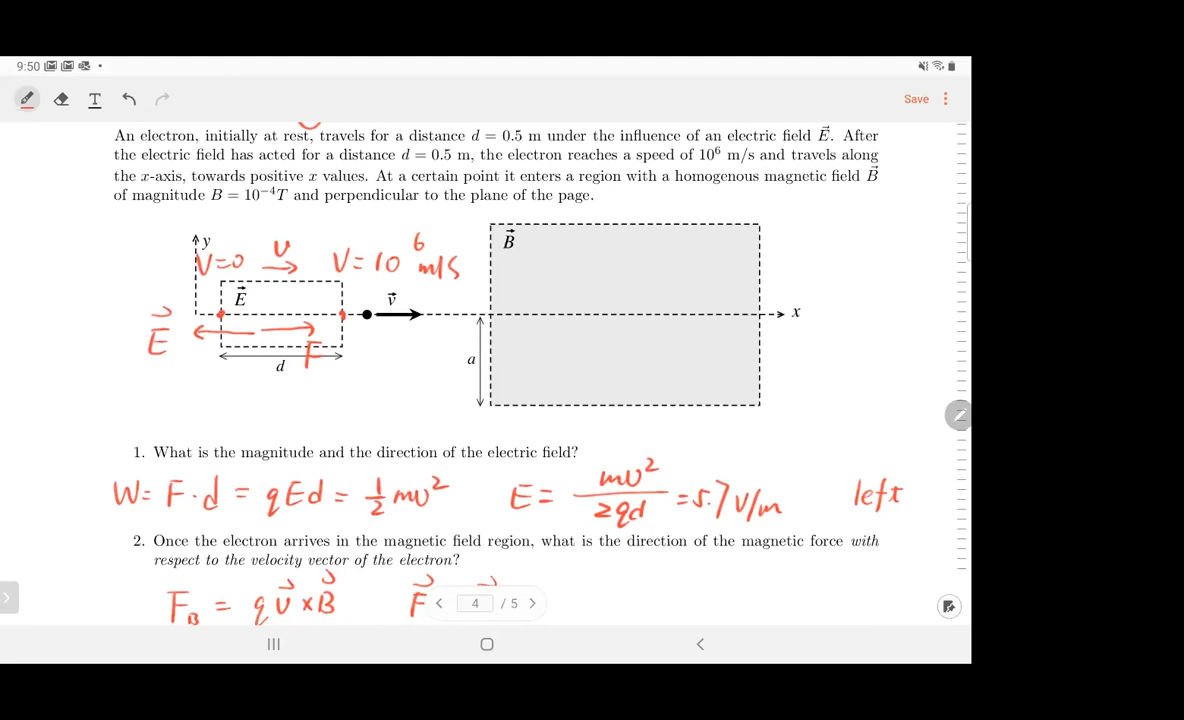 9:50
T
Save
An electron, initially at rest, travels for a distance d = 0.5 m under the influence of an electric field E⃗. After
the electric field has acted for a distance d = 0.5 m, the electron reaches a speed of 10⁶ m/s and travels along
the x-axis, towards positive x values. At a certain point it enters a region with a homogenous magnetic field B⃗
of magnitude B = 10⁻⁴T and perpendicular to the plane of the page.
y
B⃗
V=0 v V=10⁶ m/s
E⃗
v⃗
x
E⃗
F
a
d
1. What is the magnitude and the direction of the electric field?
W= F·d = qEd = ½ mv² E= mv²/2qd =5.7 V/m left
2. Once the electron arrives in the magnetic field region, what is the direction of the magnetic force with
respect to the velocity vector of the electron?
F_B = q v⃗ × B⃗ F⃗
4 / 5